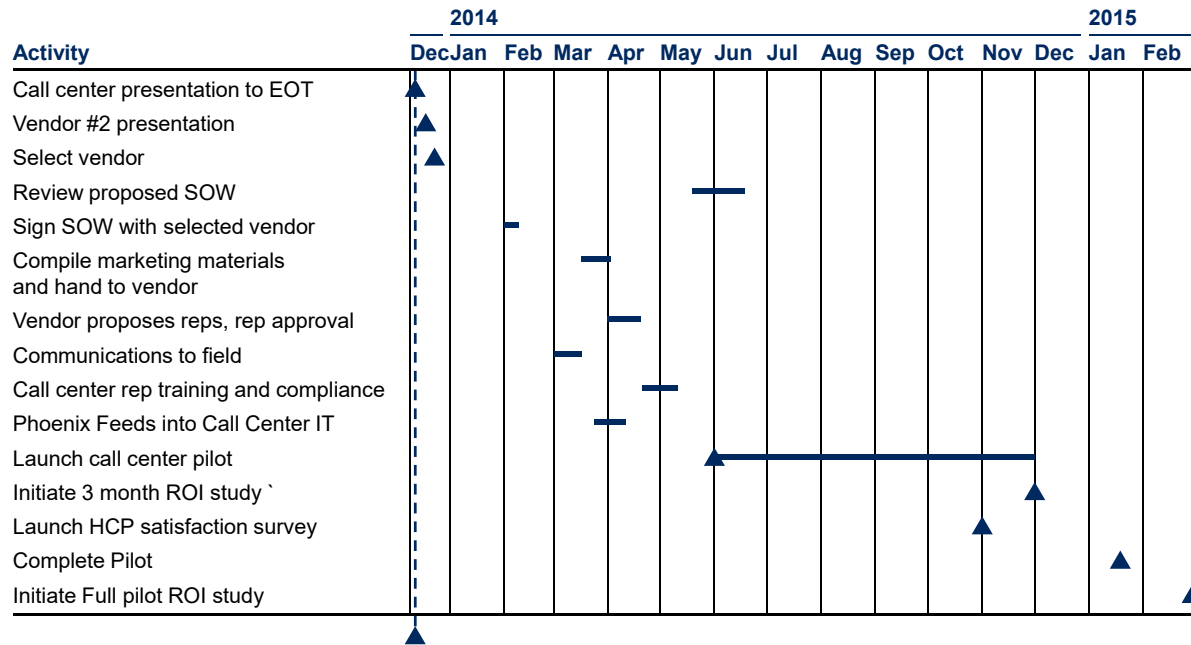 2014 2015
Activity Dec Jan Feb Mar Apr May Jun Jul Aug Sep Oct Nov Dec Jan Feb
Call center presentation to EOT
Vendor #2 presentation
Select vendor
Review proposed SOW
Sign SOW with selected vendor
Compile marketing materials
and hand to vendor
Vendor proposes reps, rep approval
Communications to field
Call center rep training and compliance
Phoenix Feeds into Call Center IT
Launch call center pilot
Initiate 3 month ROI study `
Launch HCP satisfaction survey
Complete Pilot
Initiate Full pilot ROI study